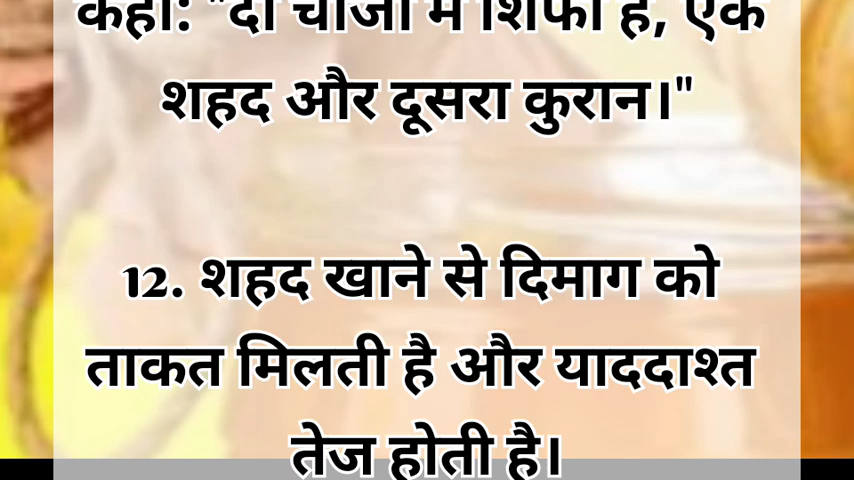 कहा: "दो चीजों में शिफा है, एक
शहद और दूसरा कुरान।"
12. शहद खाने से दिमाग को
ताकत मिलती है और याददाश्त
तेज होती है।